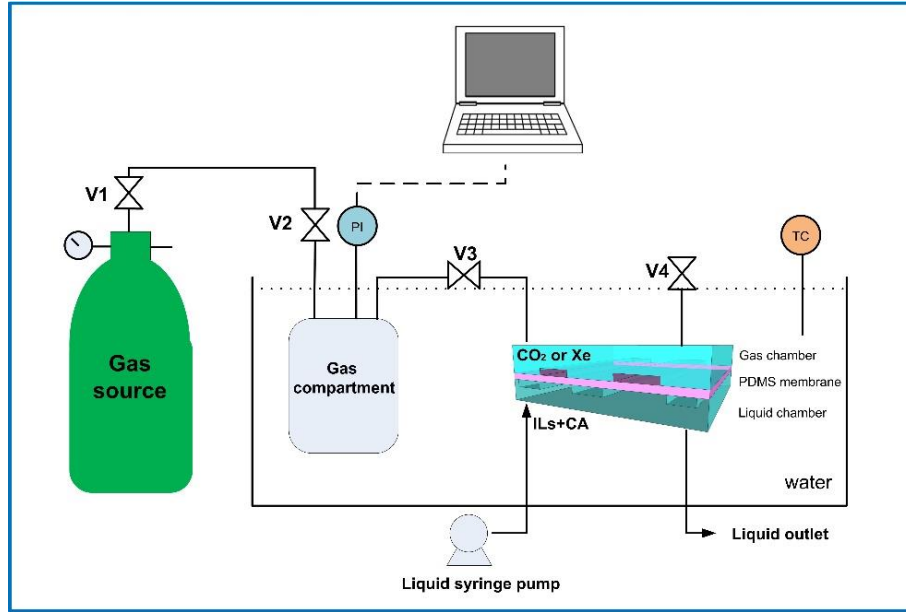 V1
V2
PI
V3
V4
TC
Gas
source
Gas
compartment
CO₂ or Xe
Gas chamber
PDMS membrane
Liquid chamber
ILs+CA
water
Liquid outlet
Liquid syringe pump